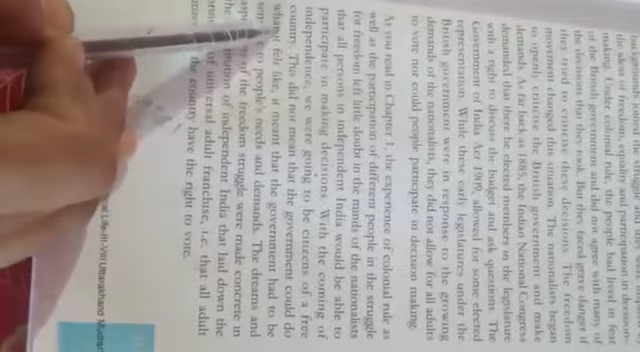 the ideas of freedom, equality and participation in decision-
making. Under colonial rule, the people had lived in fear
of the British government and did not agree with many of
the decisions that they took. But they faced grave danger if
they tried to criticise these decisions. The freedom
movement changed this situation. The nationalists began
to openly criticise the British government and make
demands. As far back as 1885, the Indian National Congress
demanded that there be elected members in the legislature
with a right to discuss the budget and ask questions. The
Government of India Act 1909, allowed for some elected
representation. While these early legislatures under the
British government were in response to the growing
demands of the nationalists, they did not allow for all adults
to vote nor could people participate in decision making.
As you read in Chapter 1, the experience of colonial rule as
well as the participation of different people in the struggle
for freedom left little doubt in the minds of the nationalists
that all persons in independent India would be able to
participate in making decisions. With the coming of
independence, we were going to be citizens of a free
country. This did not mean that the government could do
what it felt like, it meant that the government had to be
to people's needs and demands. The dreams and
of the freedom struggle were made concrete in
of independent India that laid down the
of universal adult franchise, i.e. that all adult
the country have the right to vote.
al Life-III-VIII Uttarakhand